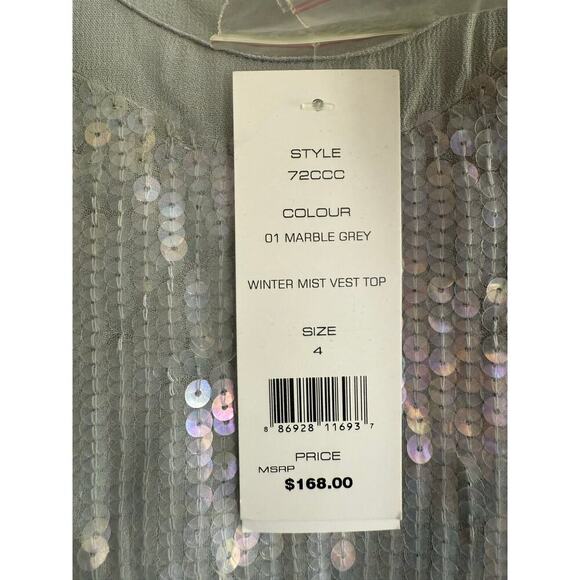 STYLE
72CCC
COLOUR
01 MARBLE GREY
WINTER MIST VEST TOP
SIZE
4
8 86928 11693 7
PRICE
MSRP
$168.00